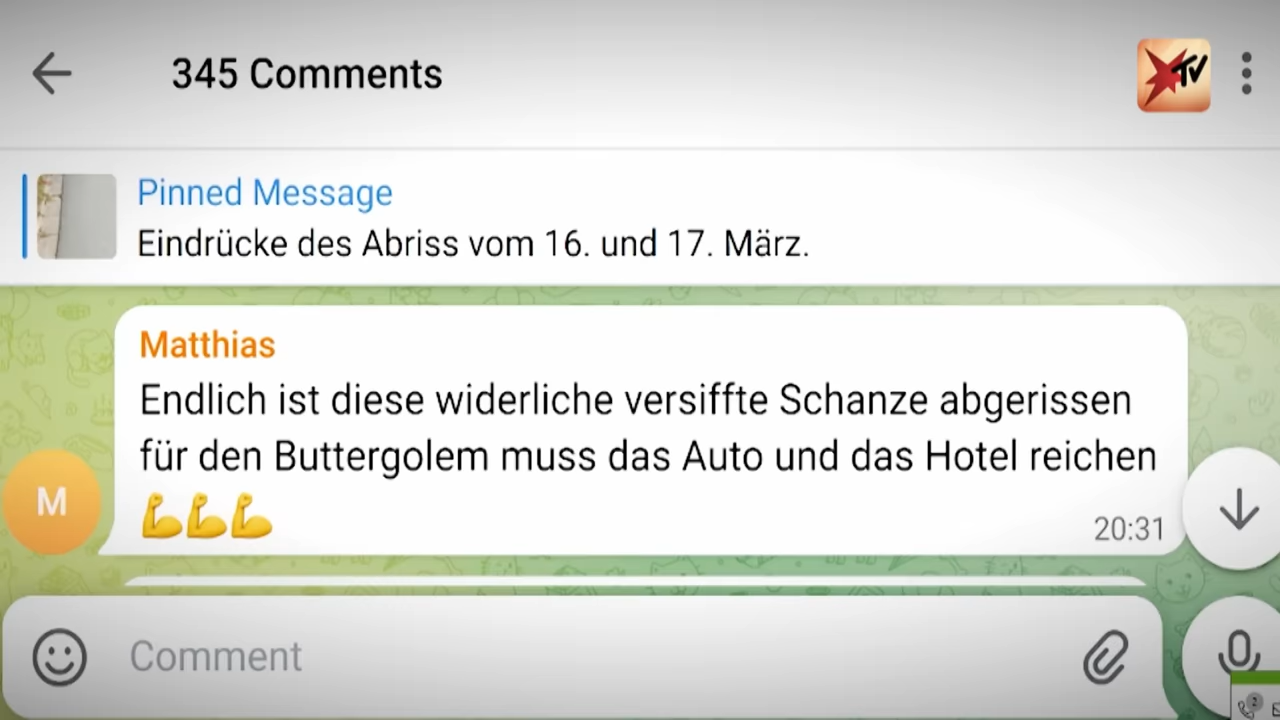 345 Comments
TV
Pinned Message
Eindrücke des Abriss vom 16. und 17. März.
Matthias
Endlich ist diese widerliche versiffte Schanze abgerissen
für den Buttergolem muss das Auto und das Hotel reichen
💪💪💪
20:31
M
Comment
2